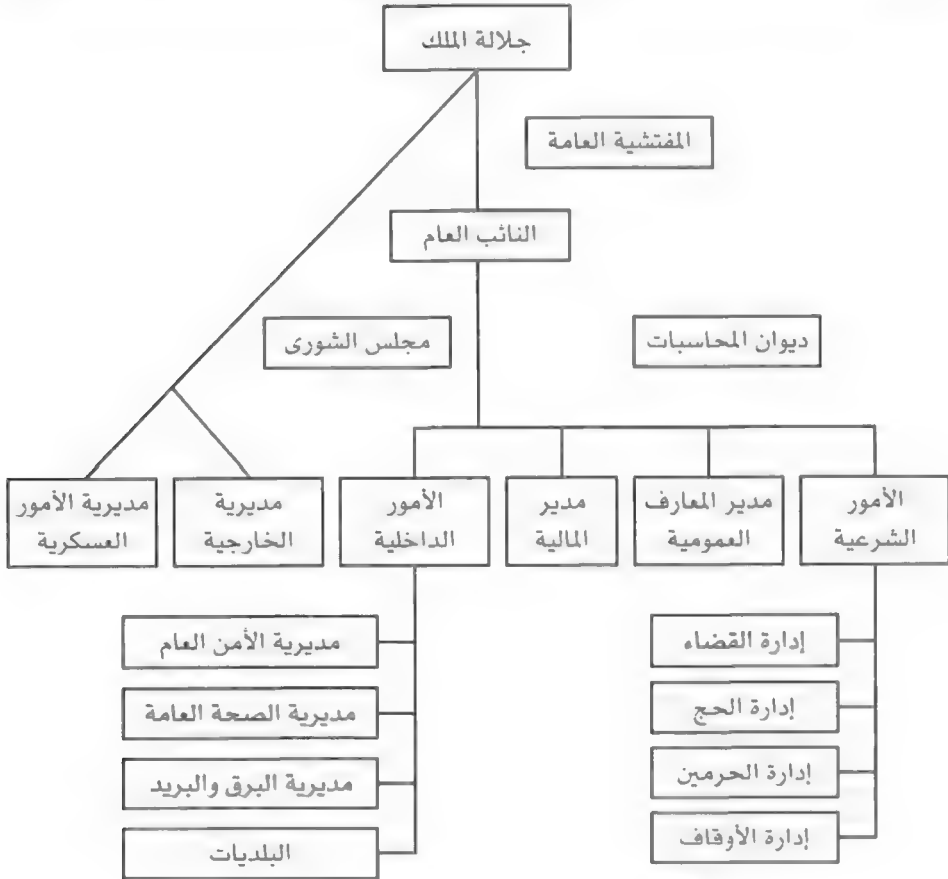 جلالة الملك
المفتشية العامة
النائب العام
ديوان المحاسبات
مجلس الشورى
الأمور
الشرعية
مدير المعارف
العمومية
مدير
المالية
الأمور
الداخلية
مديرية
الخارجية
مديرية الأمور
العسكرية
إدارة القضاء
إدارة الحج
إدارة الحرمين
إدارة الأوقاف
مديرية الأمن العام
مديرية الصحة العامة
مديرية البرق والبريد
البلديات